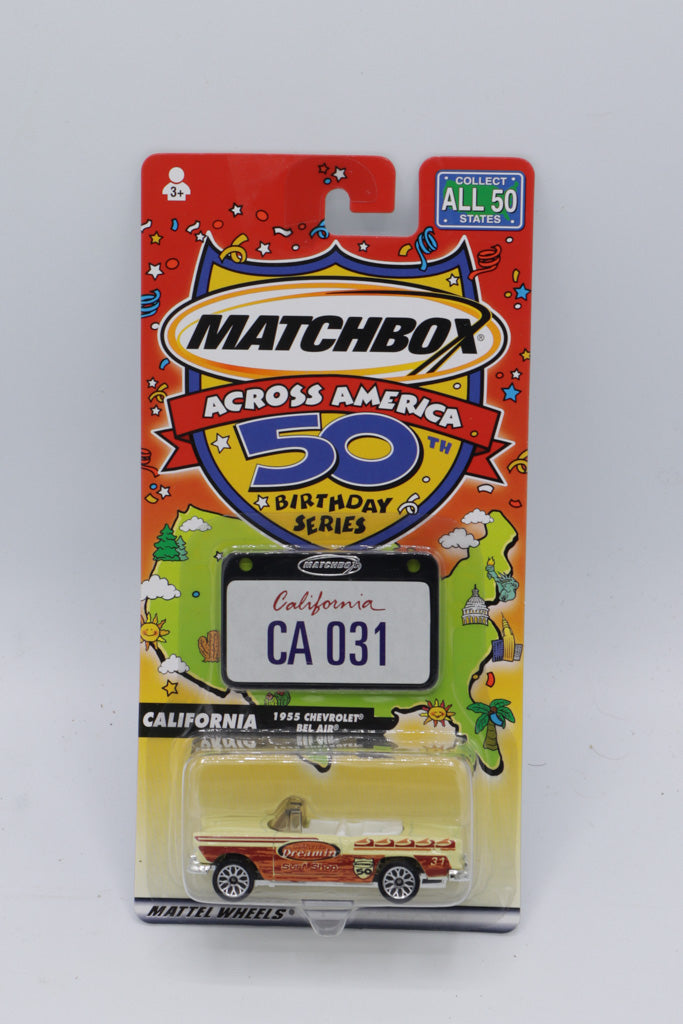 3+
COLLECT
ALL 50
STATES
MATCHBOX®
ACROSS AMERICA
50TH
BIRTHDAY
SERIES
MATCHBOX
California
CA 031
CALIFORNIA
1955 CHEVROLET®
BEL AIR®
Dreamin'
Surf Shop
50
31
MATTEL WHEELS®